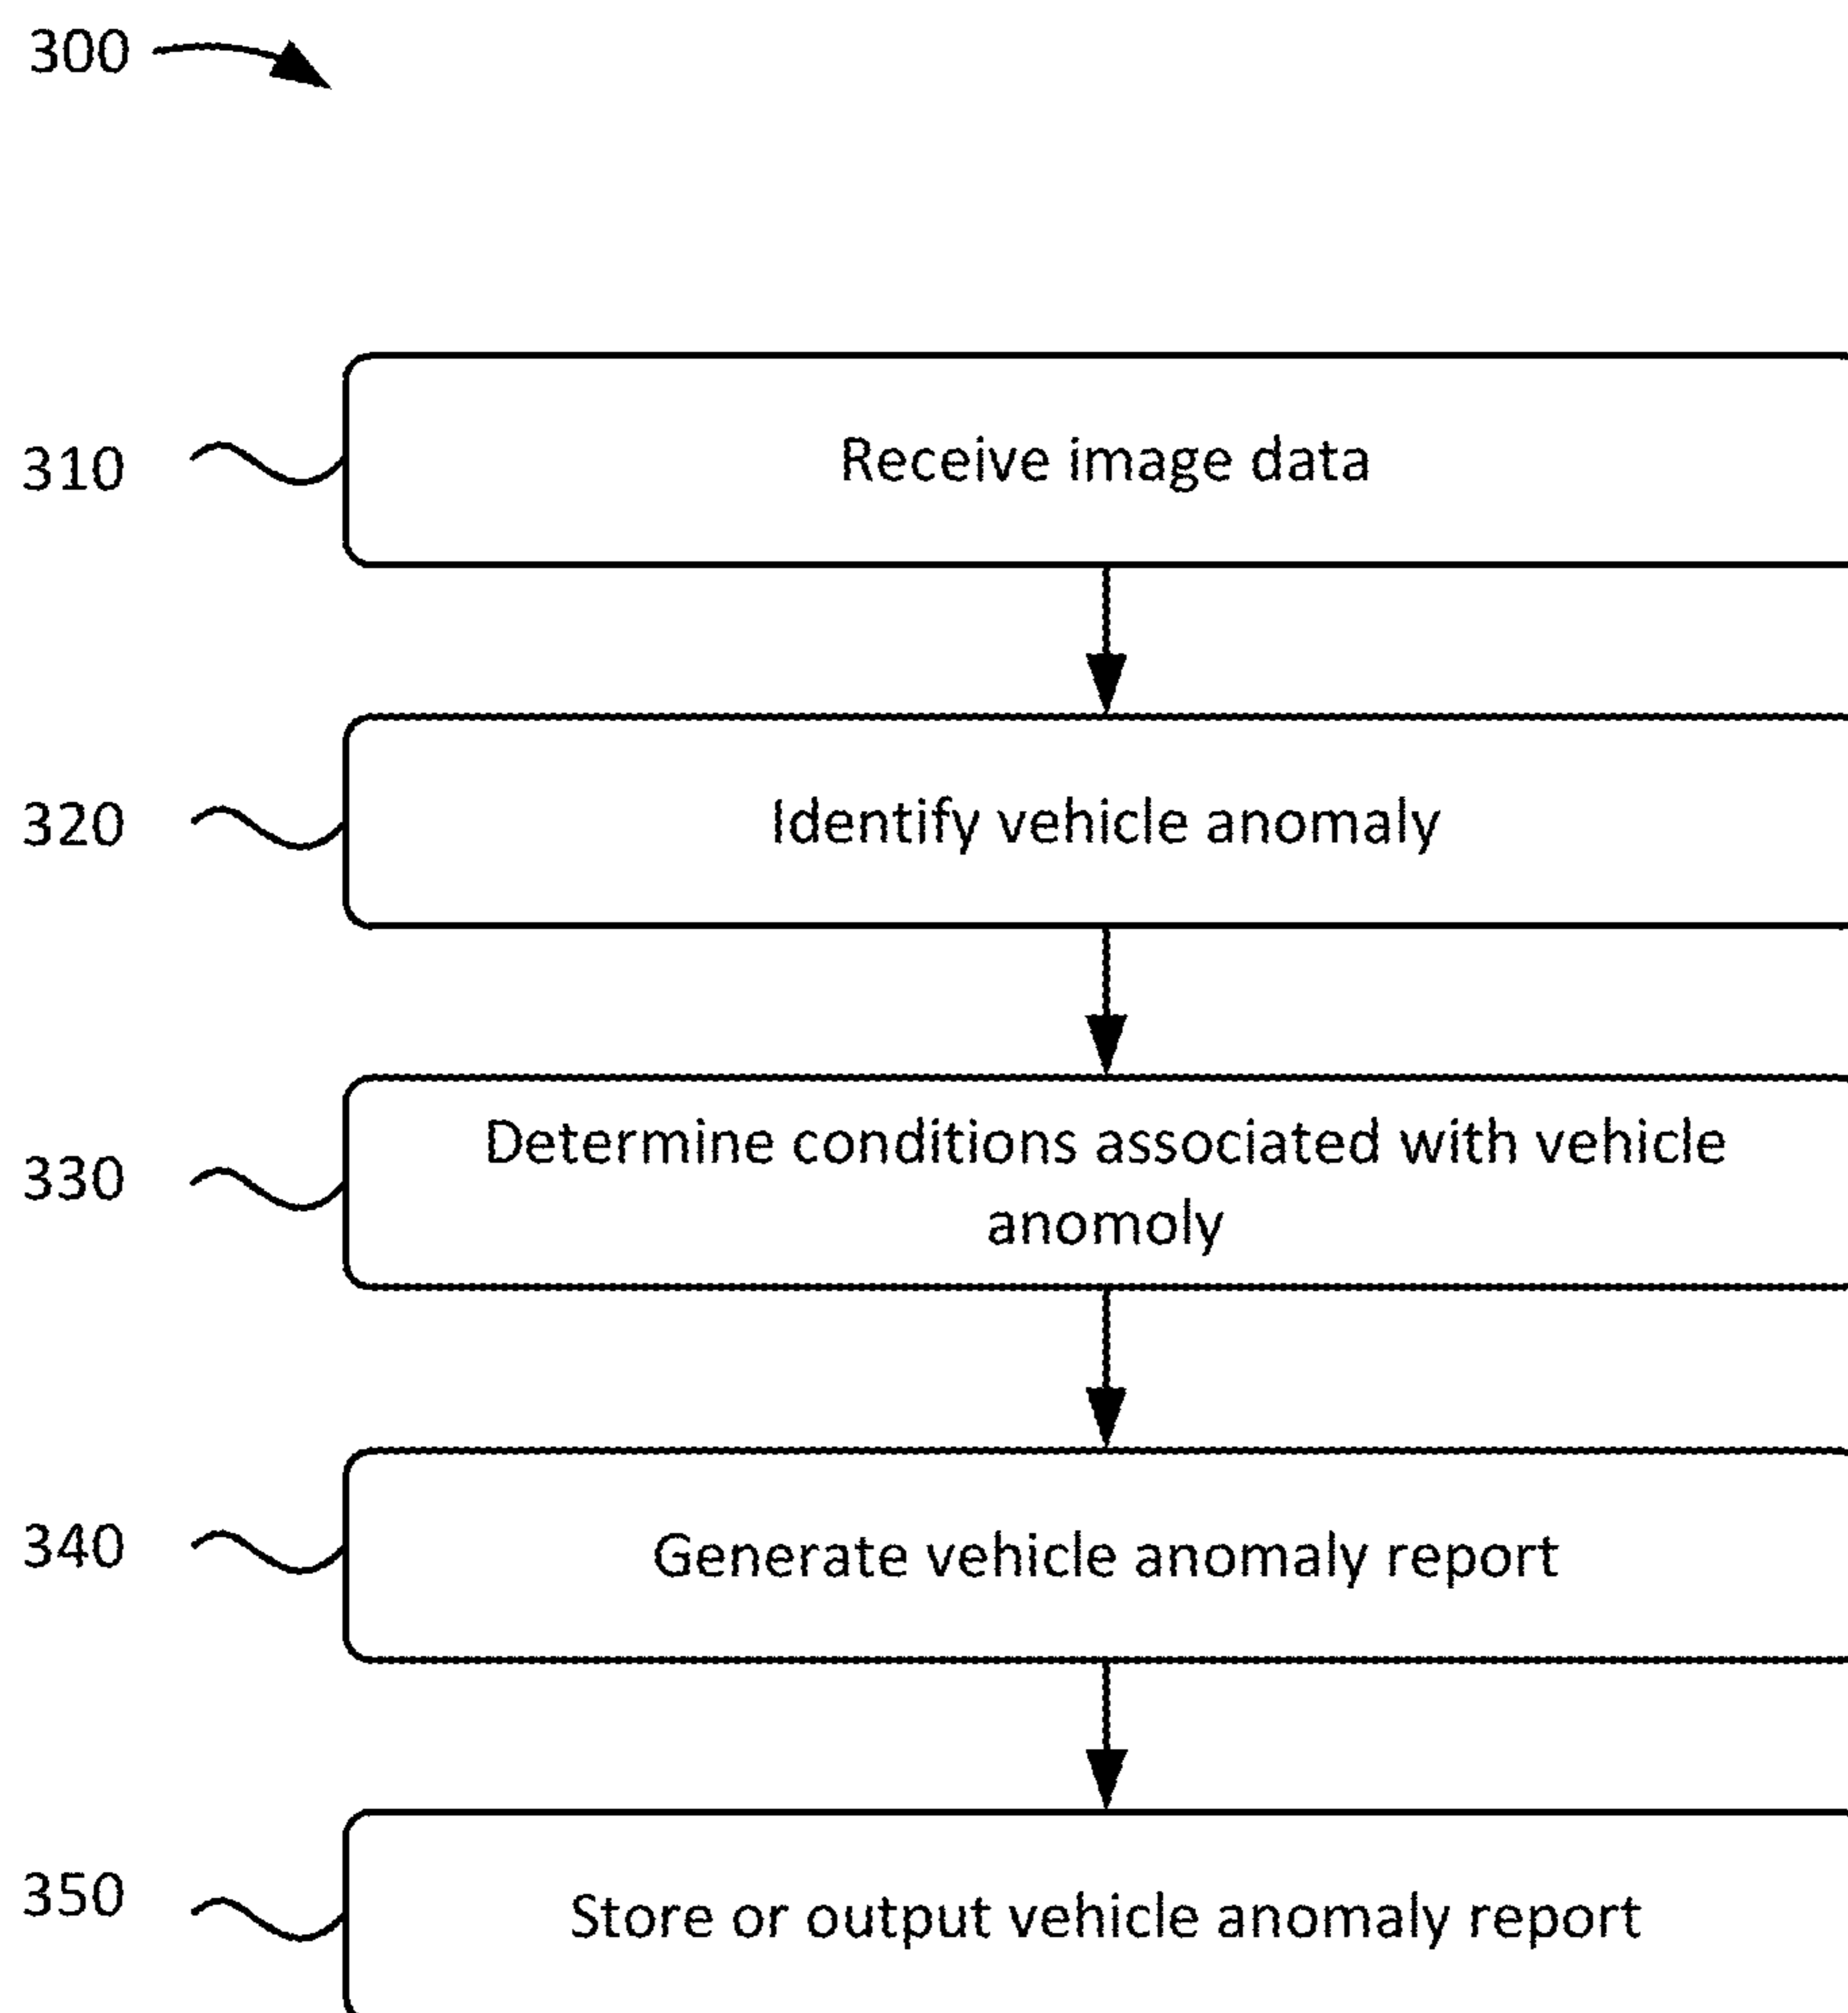 300
310
Receive image data
320
Identify vehicle anomaly
330
Determine conditions associated with vehicle
anomoly
340
Generate vehicle anomaly report
350
Store or output vehicle anomaly report